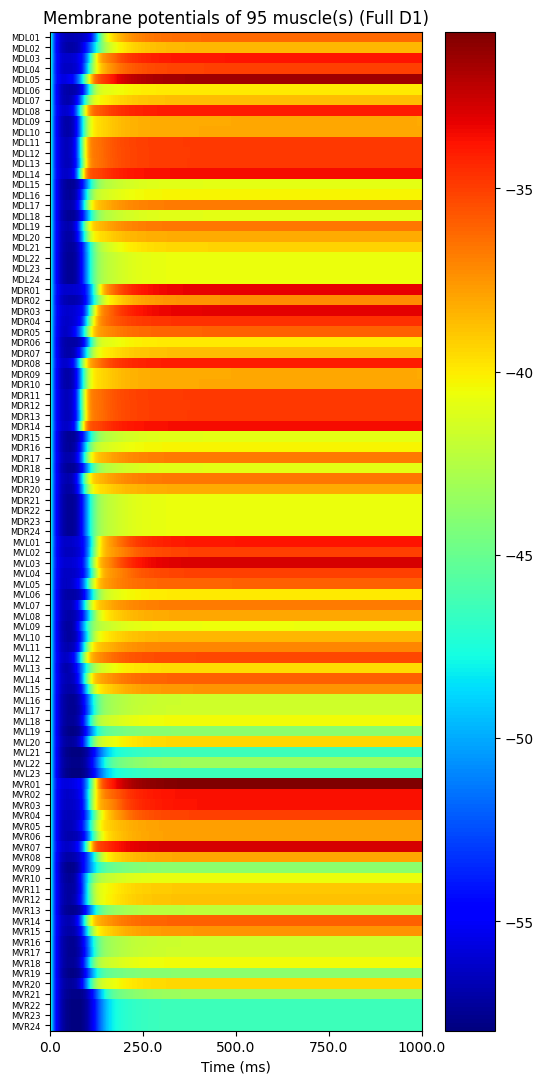 Membrane potentials of 95 muscle(s) (Full D1)
MDL01
MDL02
MDL03
MDL04
MDL05
MDL06
MDL07
MDL08
MDL09
MDL10
MDL11
MDL12
MDL13
MDL14
MDL15
MDL16
MDL17
MDL18
MDL19
MDL20
MDL21
MDL22
MDL23
MDL24
MDR01
MDR02
MDR03
MDR04
MDR05
MDR06
MDR07
MDR08
MDR09
MDR10
MDR11
MDR12
MDR13
MDR14
MDR15
MDR16
MDR17
MDR18
MDR19
MDR20
MDR21
MDR22
MDR23
MDR24
MVL01
MVL02
MVL03
MVL04
MVL05
MVL06
MVL07
MVL08
MVL09
MVL10
MVL11
MVL12
MVL13
MVL14
MVL15
MVL16
MVL17
MVL18
MVL19
MVL20
MVL21
MVL22
MVL23
MVR01
MVR02
MVR03
MVR04
MVR05
MVR06
MVR07
MVR08
MVR09
MVR10
MVR11
MVR12
MVR13
MVR14
MVR15
MVR16
MVR17
MVR18
MVR19
MVR20
MVR21
MVR22
MVR23
MVR24
0.0 250.0 500.0 750.0 1000.0
Time (ms)
−35
−40
−45
−50
−55